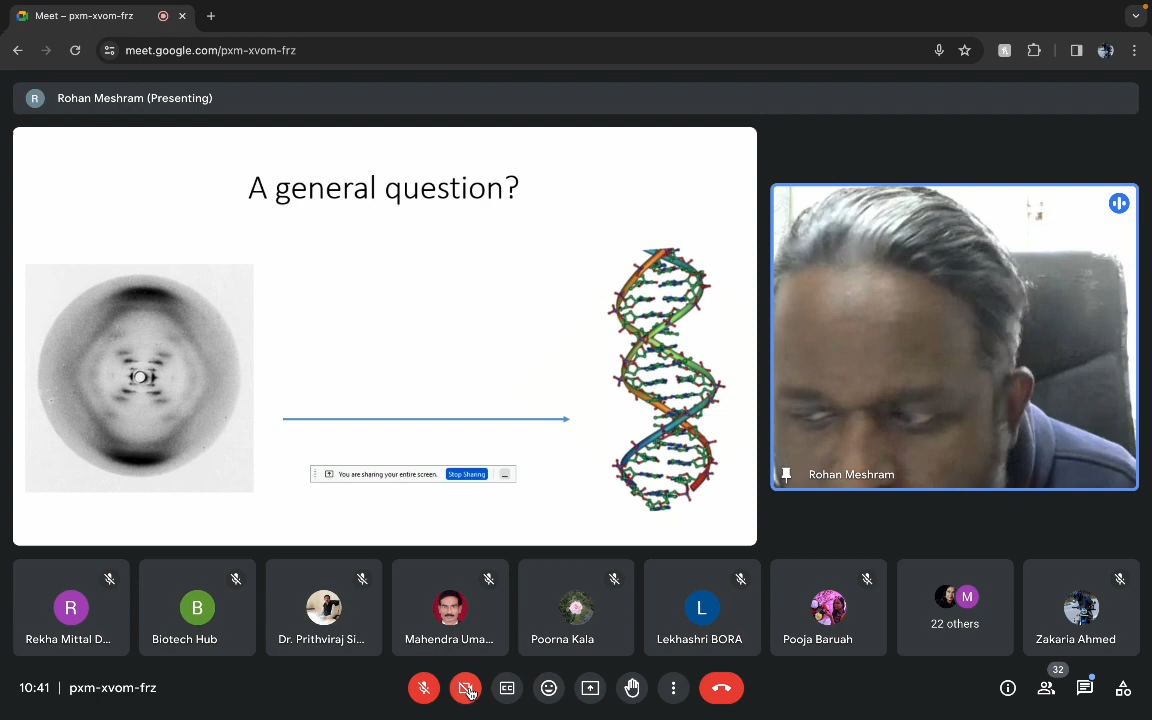 Meet – pxm-xvom-frz
meet.google.com/pxm-xvom-frz
R Rohan Meshram (Presenting)
A general question?
You are sharing your entire screen. Stop Sharing
Rohan Meshram
R
Rekha Mittal D...
B
Biotech Hub
Dr. Prithviraj Si...
Mahendra Uma...
Poorna Kala
L
Lekhashri BORA
Pooja Baruah
M
22 others
Zakaria Ahmed
10:41 | pxm-xvom-frz
CC
32